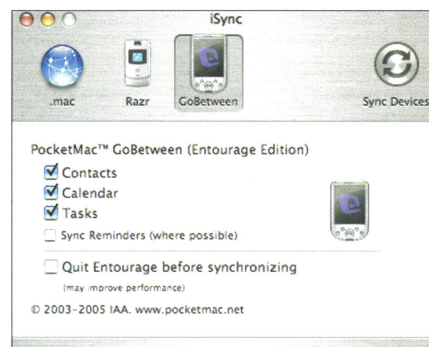 iSync
.mac
Razr
GoBetween
Sync Devices
PocketMac™ GoBetween (Entourage Edition)
Contacts
Calendar
Tasks
Sync Reminders (where possible)
Quit Entourage before synchronizing
(may improve performance)
© 2003-2005 IAA. www.pocketmac.net